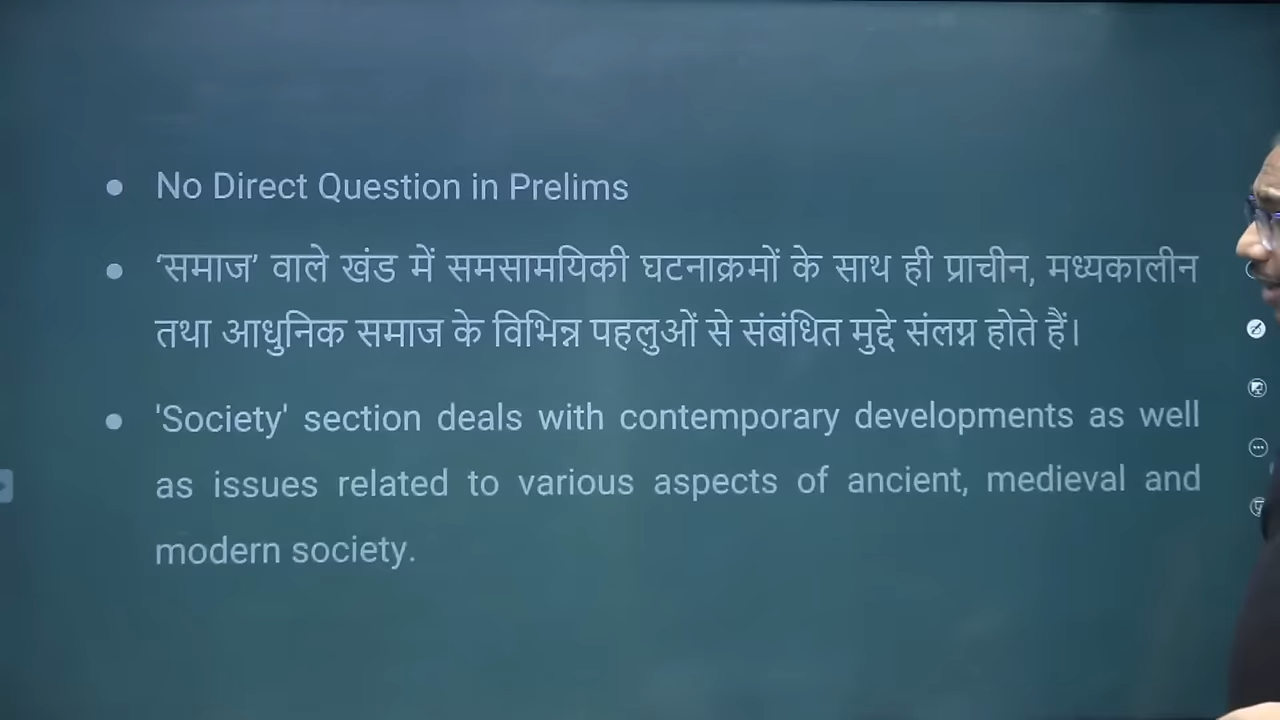 No Direct Question in Prelims
‘समाज’ वाले खंड में समसामयिकी घटनाक्रमों के साथ ही प्राचीन, मध्यकालीन
तथा आधुनिक समाज के विभिन्न पहलुओं से संबंधित मुद्दे संलग्न होते हैं।
'Society' section deals with contemporary developments as well
as issues related to various aspects of ancient, medieval and
modern society.